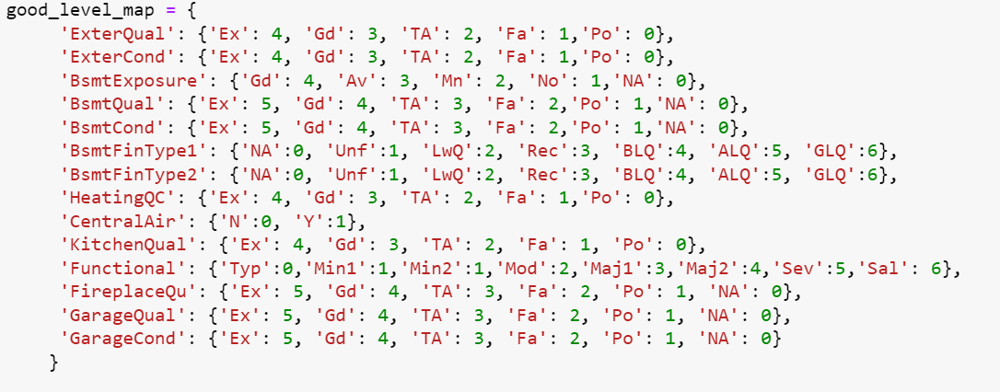 good_level_map = {
'ExterQual': {'Ex': 4, 'Gd': 3, 'TA': 2, 'Fa': 1,'Po': 0},
'ExterCond': {'Ex': 4, 'Gd': 3, 'TA': 2, 'Fa': 1,'Po': 0},
'BsmtExposure': {'Gd': 4, 'Av': 3, 'Mn': 2, 'No': 1,'NA': 0},
'BsmtQual': {'Ex': 5, 'Gd': 4, 'TA': 3, 'Fa': 2,'Po': 1,'NA': 0},
'BsmtCond': {'Ex': 5, 'Gd': 4, 'TA': 3, 'Fa': 2,'Po': 1,'NA': 0},
'BsmtFinType1': {'NA':0, 'Unf':1, 'LwQ':2, 'Rec':3, 'BLQ':4, 'ALQ':5, 'GLQ':6},
'BsmtFinType2': {'NA':0, 'Unf':1, 'LwQ':2, 'Rec':3, 'BLQ':4, 'ALQ':5, 'GLQ':6},
'HeatingQC': {'Ex': 4, 'Gd': 3, 'TA': 2, 'Fa': 1,'Po': 0},
'CentralAir': {'N':0, 'Y':1},
'KitchenQual': {'Ex': 4, 'Gd': 3, 'TA': 2, 'Fa': 1, 'Po': 0},
'Functional': {'Typ':0,'Min1':1,'Min2':1,'Mod':2,'Maj1':3,'Maj2':4,'Sev':5,'Sal': 6},
'FireplaceQu': {'Ex': 5, 'Gd': 4, 'TA': 3, 'Fa': 2, 'Po': 1, 'NA': 0},
'GarageQual': {'Ex': 5, 'Gd': 4, 'TA': 3, 'Fa': 2, 'Po': 1, 'NA': 0},
'GarageCond': {'Ex': 5, 'Gd': 4, 'TA': 3, 'Fa': 2, 'Po': 1, 'NA': 0}
}